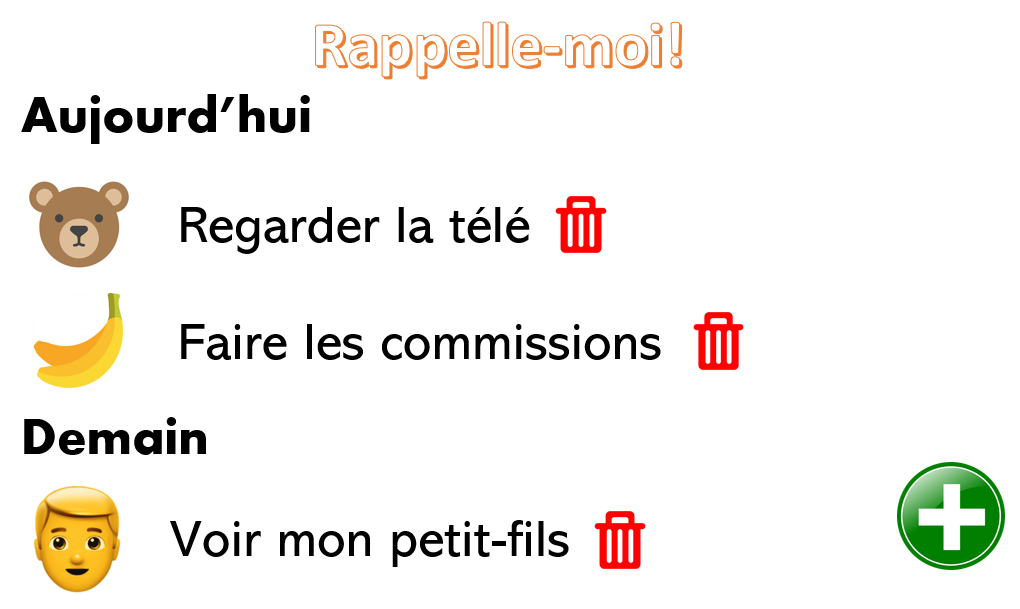 Rappelle-moi!
Aujourd’hui
Regarder la télé
Faire les commissions
Demain
Voir mon petit-fils